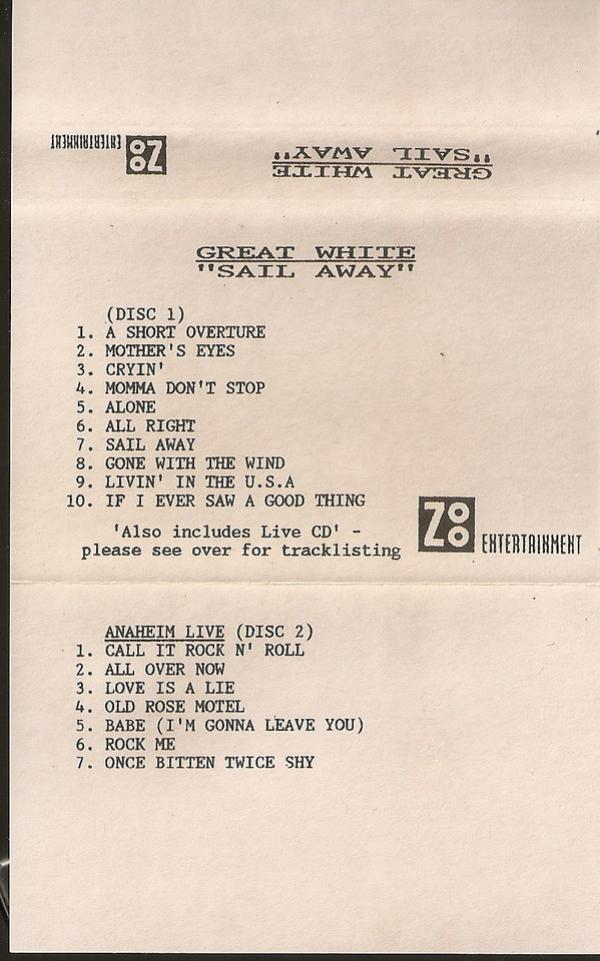 ZOO ENTERTAINMENT
GREAT WHITE
"SAIL AWAY"
GREAT WHITE
"SAIL AWAY"
(DISC 1)
1. A SHORT OVERTURE
2. MOTHER'S EYES
3. CRYIN'
4. MOMMA DON'T STOP
5. ALONE
6. ALL RIGHT
7. SAIL AWAY
8. GONE WITH THE WIND
9. LIVIN' IN THE U.S.A
10. IF I EVER SAW A GOOD THING
'Also includes Live CD' -
please see over for tracklisting
ZOO ENTERTAINMENT
ANAHEIM LIVE (DISC 2)
1. CALL IT ROCK N' ROLL
2. ALL OVER NOW
3. LOVE IS A LIE
4. OLD ROSE MOTEL
5. BABE (I'M GONNA LEAVE YOU)
6. ROCK ME
7. ONCE BITTEN TWICE SHY